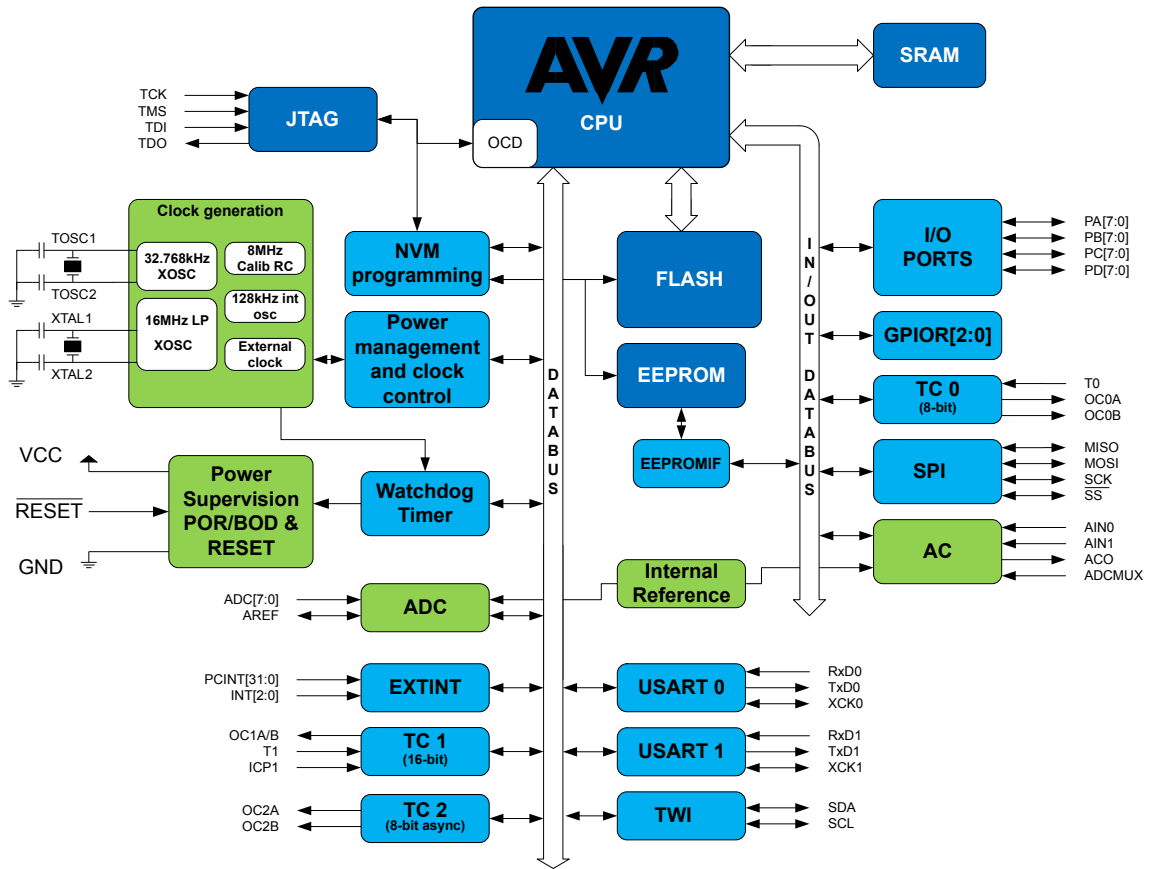 AVR
CPU
OCD
SRAM
TCK
TMS
TDI
TDO
JTAG
Clock generation
TOSC1
TOSC2
XTAL1
XTAL2
32.768kHz
XOSC
8MHz
Calib RC
128kHz int
osc
16MHz LP
XOSC
External
clock
NVM
programming
Power
management
and clock
control
FLASH
EEPROM
EEPROMIF
DATABUS
IN/OUT DATABUS
I/O
PORTS
PA[7:0]
PB[7:0]
PC[7:0]
PD[7:0]
GPIOR[2:0]
TC 0
(8-bit)
T0
OC0A
OC0B
SPI
MISO
MOSI
SCK
SS
AC
AIN0
AIN1
ACO
ADCMUX
VCC
RESET
GND
Power
Supervision
POR/BOD &
RESET
Watchdog
Timer
Internal
Reference
ADC[7:0]
AREF
ADC
PCINT[31:0]
INT[2:0]
EXTINT
OC1A/B
T1
ICP1
TC 1
(16-bit)
OC2A
OC2B
TC 2
(8-bit async)
USART 0
RxD0
TxD0
XCK0
USART 1
RxD1
TxD1
XCK1
TWI
SDA
SCL